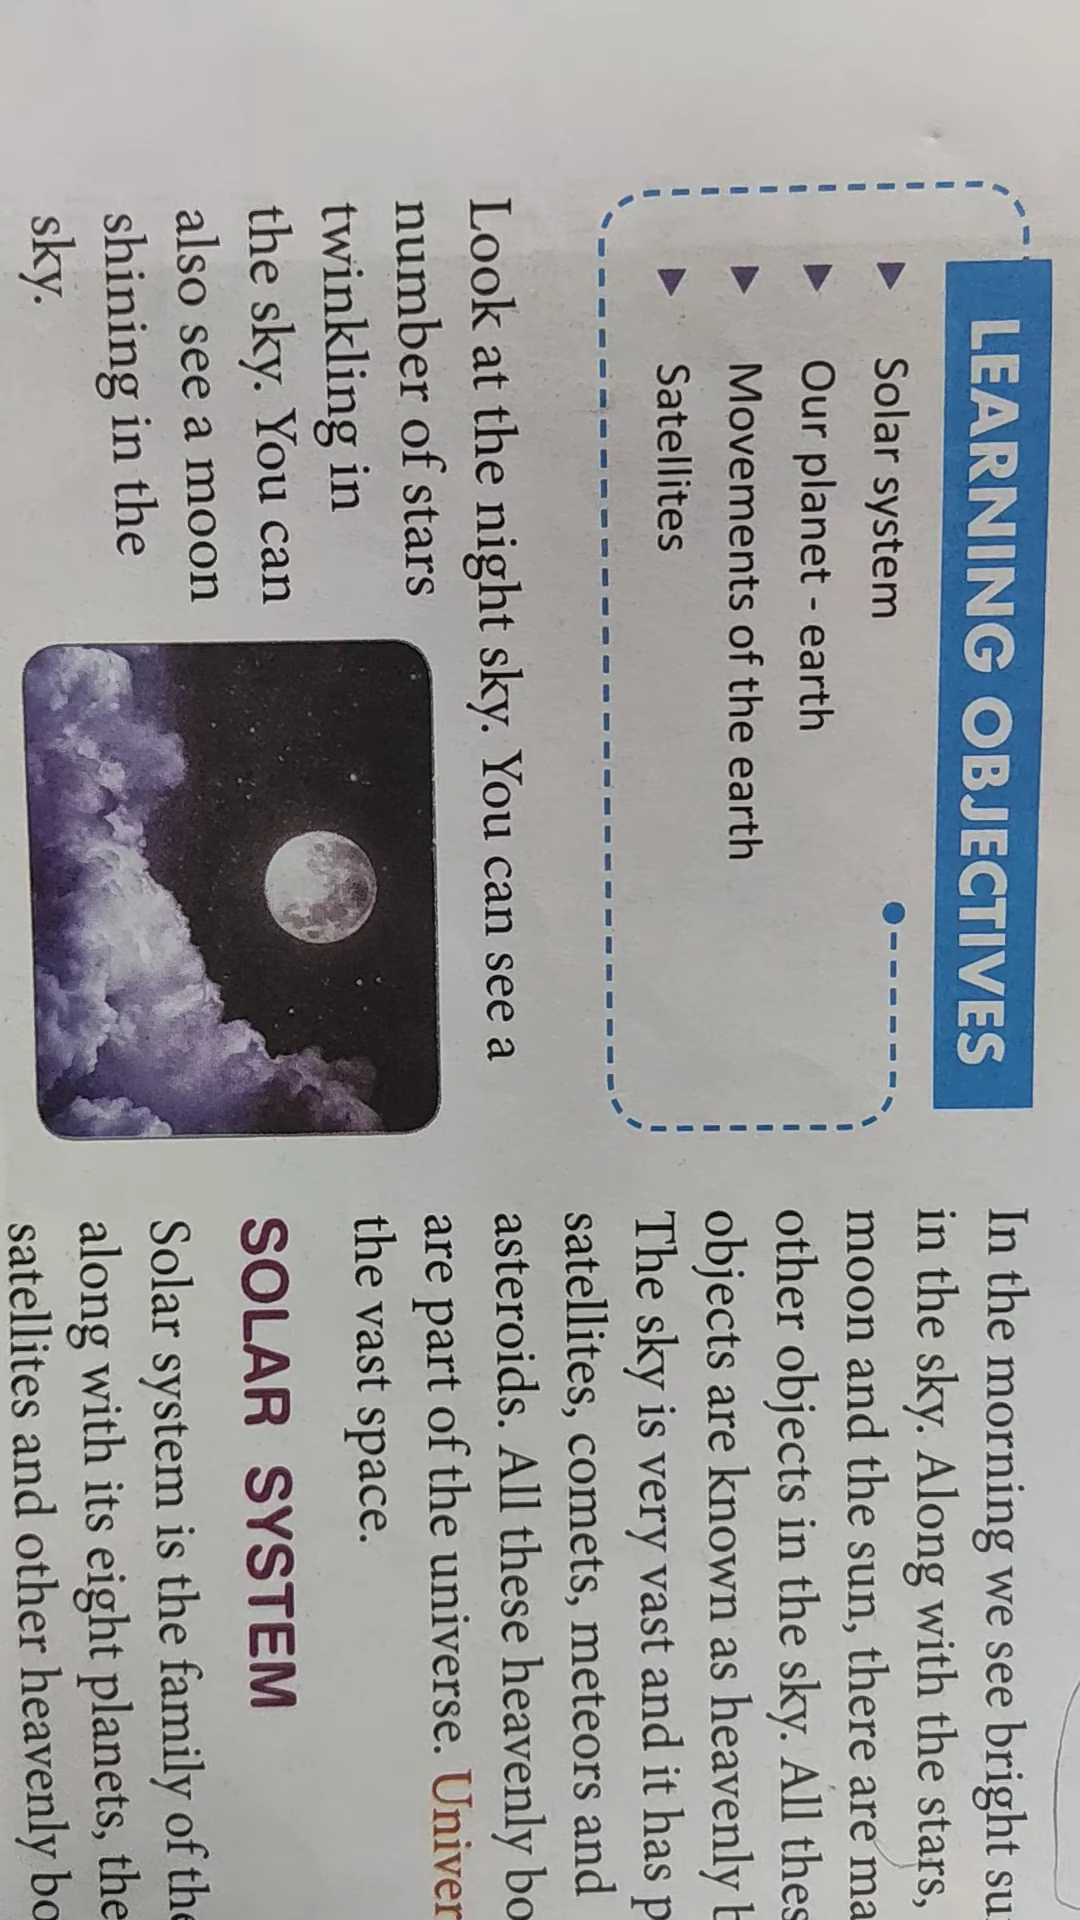 LEARNING OBJECTIVES
Solar system
Our planet - earth
Movements of the earth
Satellites
Look at the night sky. You can see a
number of stars
twinkling in
the sky. You can
also see a moon
shining in the
sky.
In the morning we see bright
in the sky. Along with the stars,
moon and the sun, there are
other objects in the sky. All
objects are known as heavenly
The sky is very vast and it has
satellites, comets, meteors and
asteroids. All these heavenly
are part of the universe.
the vast space.
SOLAR SYSTEM
Solar system is the family of
along with its eight planets,
satellites and other heavenly